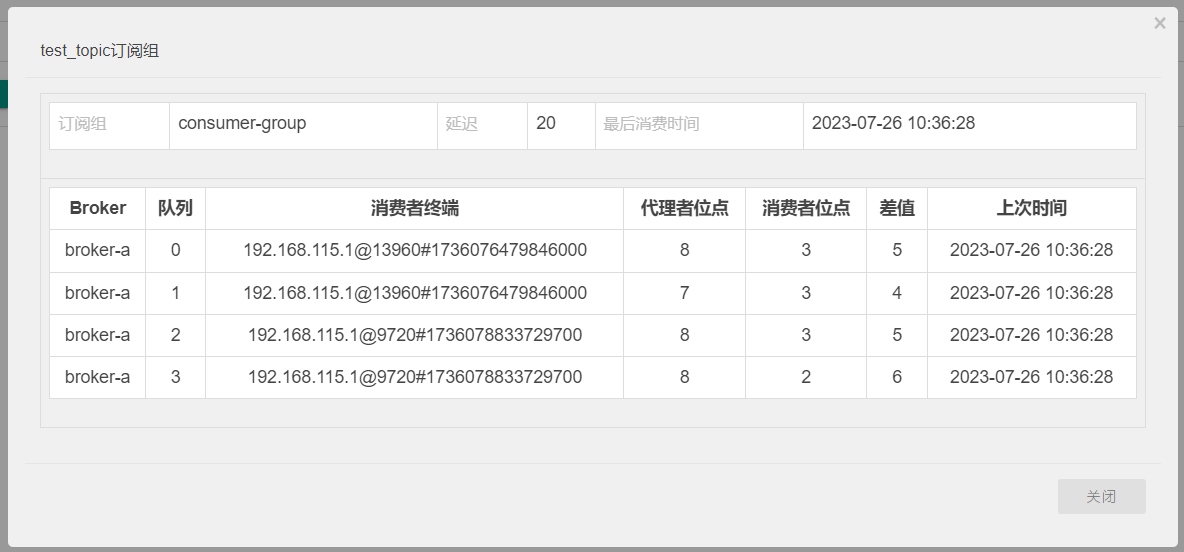 ×
test_topic订阅组
订阅组 consumer-group 延迟 20 最后消费时间 2023-07-26 10:36:28
Broker 队列 消费者终端 代理者位点 消费者位点 差值 上次时间
broker-a 0 192.168.115.1@13960#1736076479846000 8 3 5 2023-07-26 10:36:28
broker-a 1 192.168.115.1@13960#1736076479846000 7 3 4 2023-07-26 10:36:28
broker-a 2 192.168.115.1@9720#1736078833729700 8 3 5 2023-07-26 10:36:28
broker-a 3 192.168.115.1@9720#1736078833729700 8 2 6 2023-07-26 10:36:28
关闭